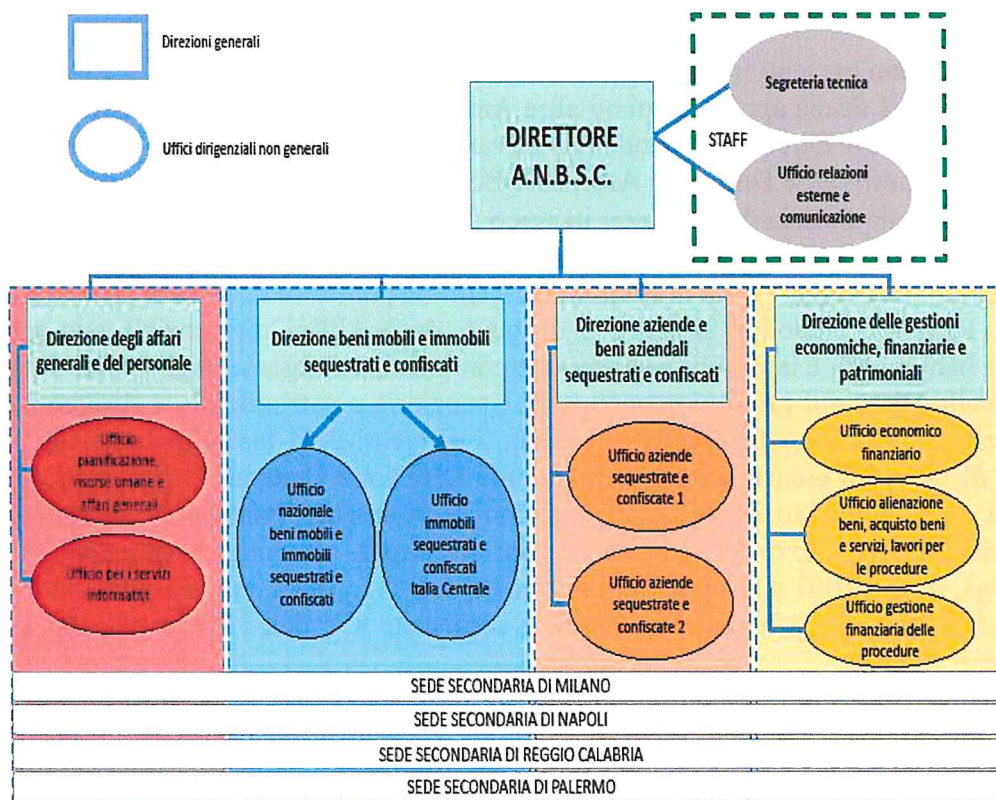 Direzioni generali
Uffici dirigenziali non generali
DIRETTORE
A.N.B.S.C.
STAFF
Segreteria tecnica
Ufficio relazioni
esterne e
comunicazione
Direzione degli affari
generali e del personale
Ufficio
pianificazione,
risorse umane e
affari generali
Ufficio per i servizi
informativi
Direzione beni mobili e immobili
sequestrati e confiscati
Ufficio
nazionale
beni mobili e
immobili
sequestrati e
confiscati
Ufficio
immobili
sequestrati e
confiscati
Italia Centrale
Direzione aziende e
beni aziendali
sequestrati e confiscati
Ufficio aziende
sequestrate e
confiscate 1
Ufficio aziende
sequestrate e
confiscate 2
Direzione delle gestioni
economiche, finanziarie e
patrimoniali
Ufficio economico
finanziario
Ufficio alienazione
beni, acquisto beni
e servizi, lavori per
le procedure
Ufficio gestione
finanziaria delle
procedure
SEDE SECONDARIA DI MILANO
SEDE SECONDARIA DI NAPOLI
SEDE SECONDARIA DI REGGIO CALABRIA
SEDE SECONDARIA DI PALERMO